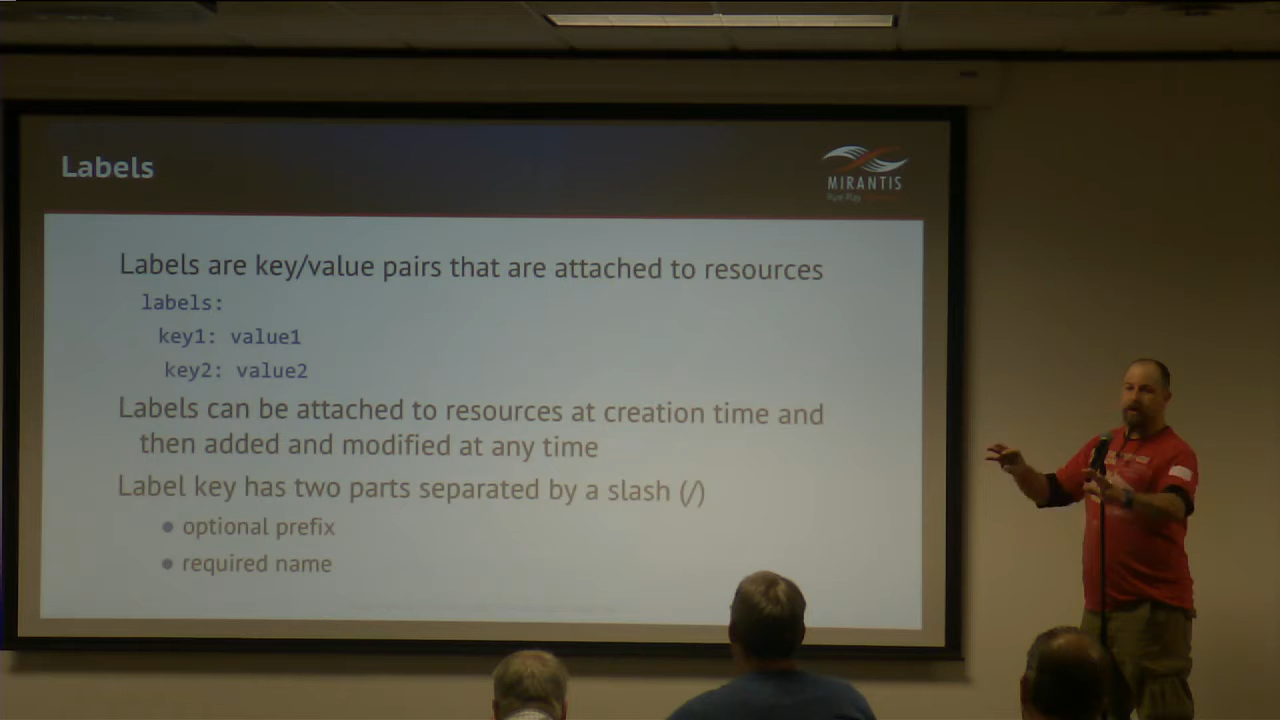 Labels
MIRANTIS
Pure-Play
Labels are key/value pairs that are attached to resources
labels:
key1: value1
key2: value2
Labels can be attached to resources at creation time and
then added and modified at any time
Label key has two parts separated by a slash (/)
optional prefix
required name